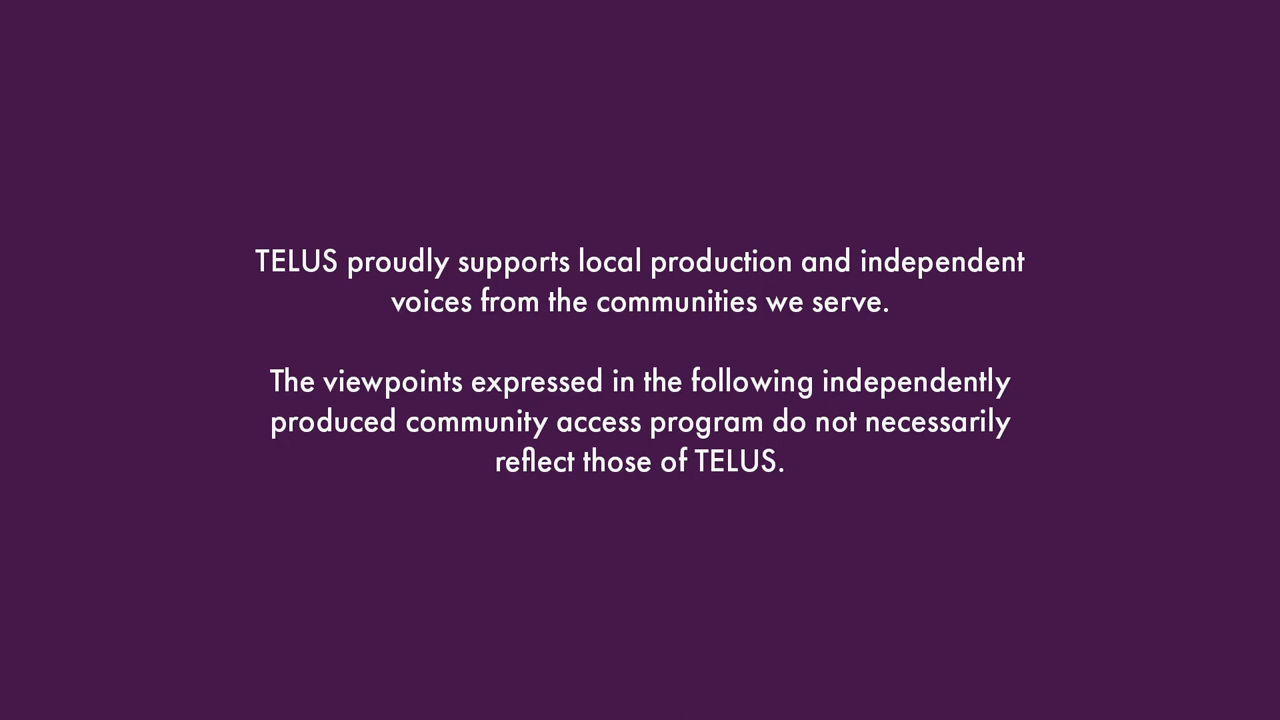 TELUS proudly supports local production and independent
voices from the communities we serve.
The viewpoints expressed in the following independently
produced community access program do not necessarily
reflect those of TELUS.